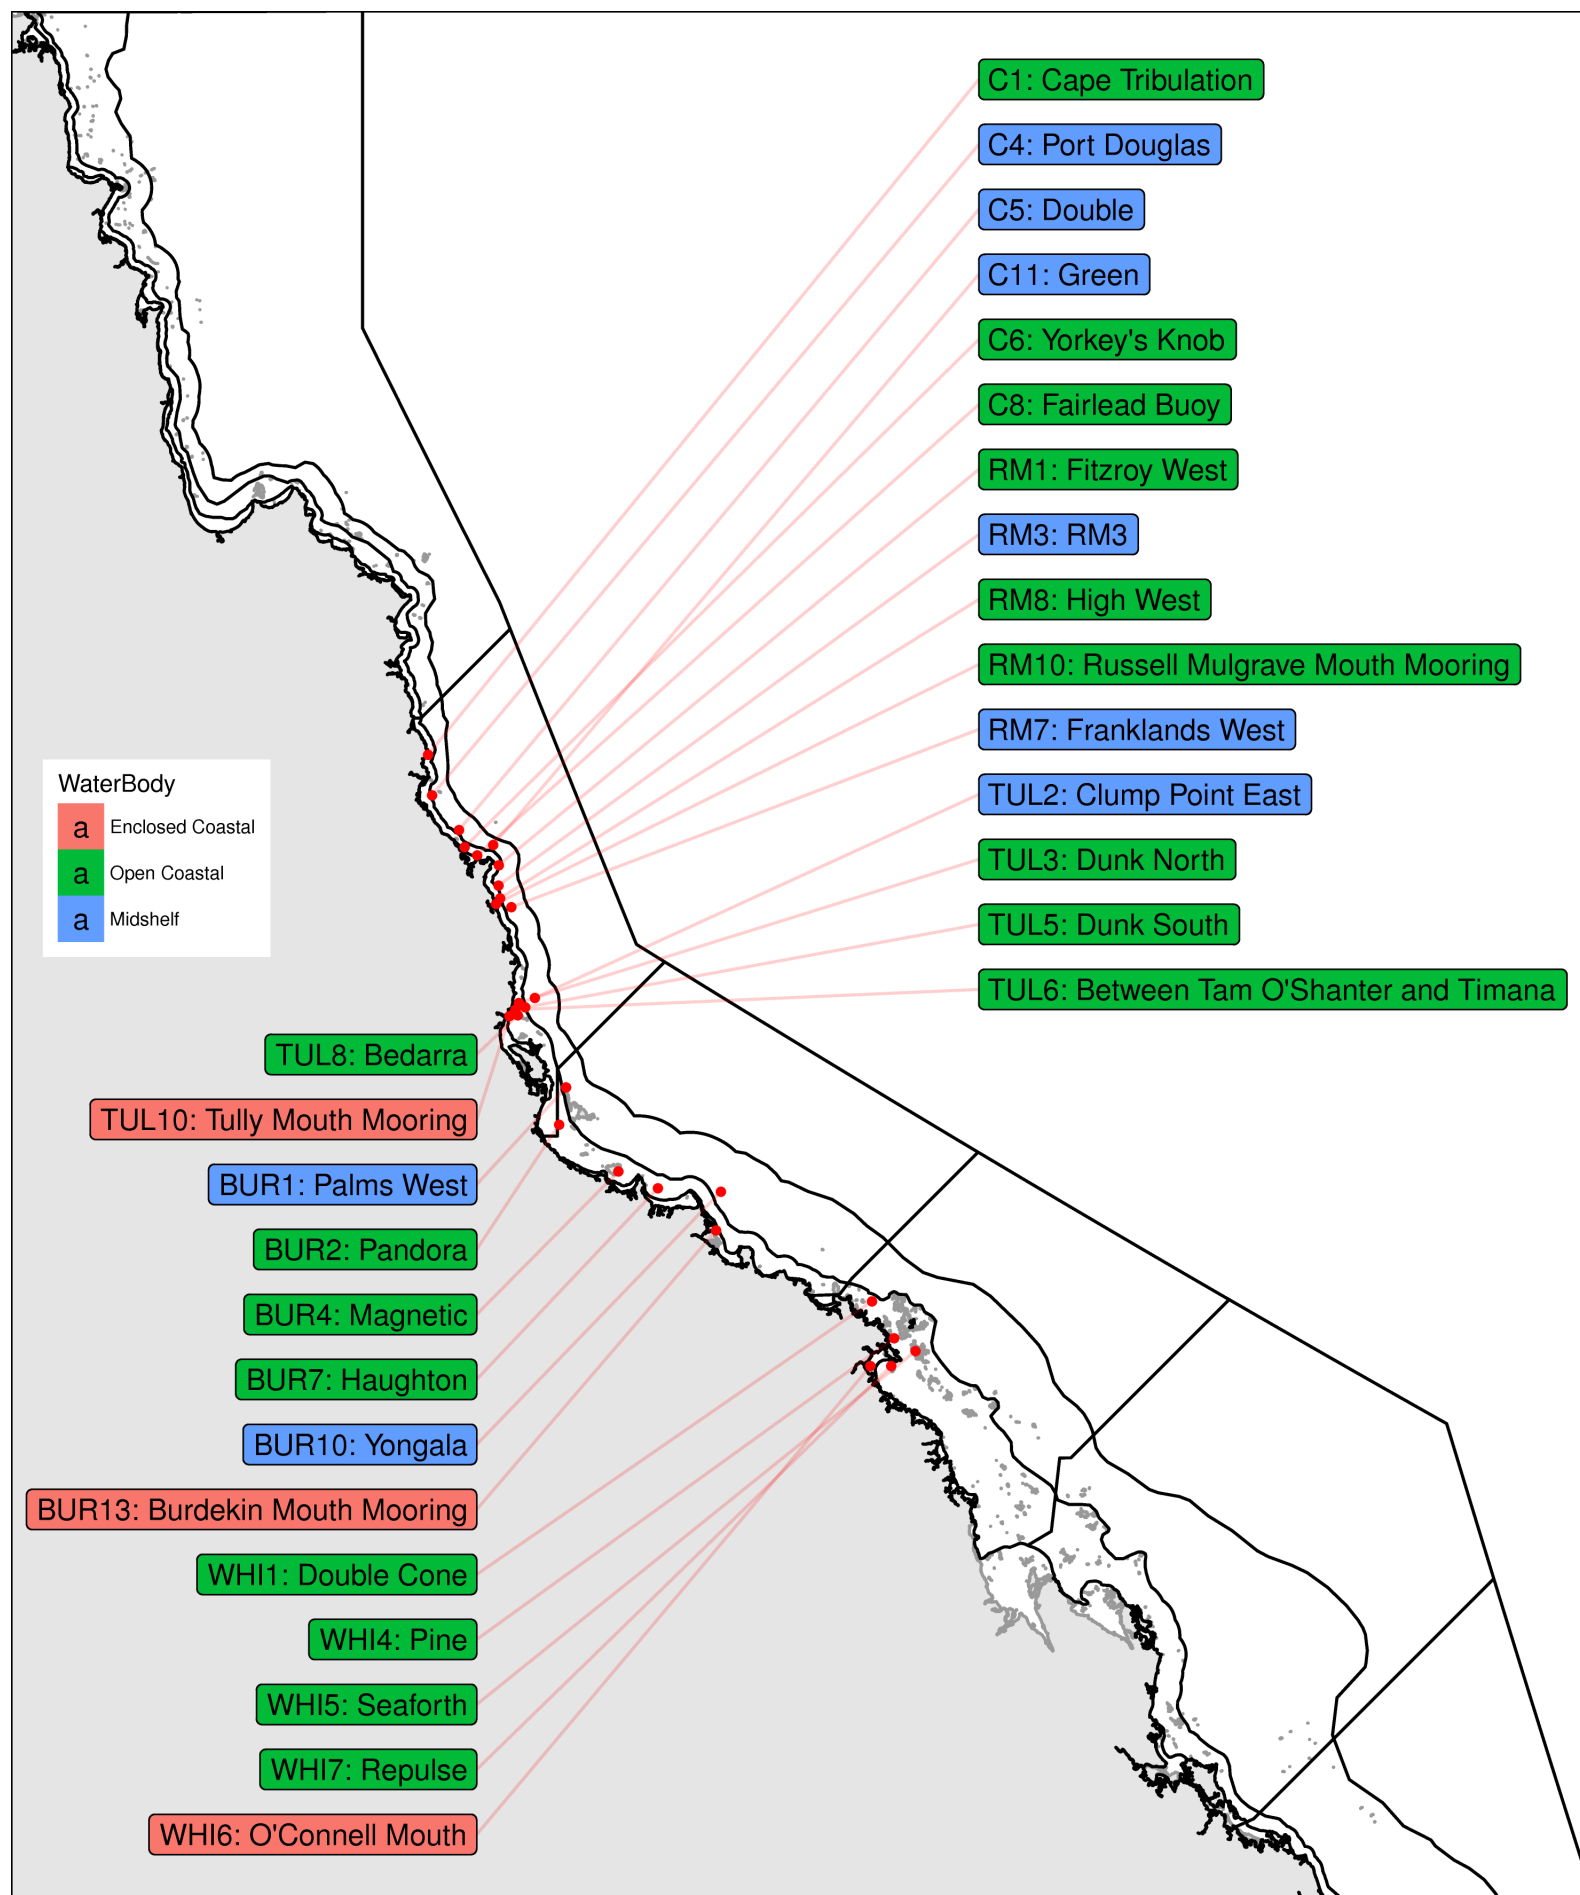 C1: Cape Tribulation
C4: Port Douglas
C5: Double
C11: Green
C6: Yorkey's Knob
C8: Fairlead Buoy
RM1: Fitzroy West
RM3: RM3
RM8: High West
RM10: Russell Mulgrave Mouth Mooring
RM7: Franklands West
TUL2: Clump Point East
TUL3: Dunk North
TUL5: Dunk South
TUL6: Between Tam O'Shanter and Timana
WaterBody
a Enclosed Coastal
a Open Coastal
a Midshelf
TUL8: Bedarra
TUL10: Tully Mouth Mooring
BUR1: Palms West
BUR2: Pandora
BUR4: Magnetic
BUR7: Haughton
BUR10: Yongala
BUR13: Burdekin Mouth Mooring
WHI1: Double Cone
WHI4: Pine
WHI5: Seaforth
WHI7: Repulse
WHI6: O'Connell Mouth